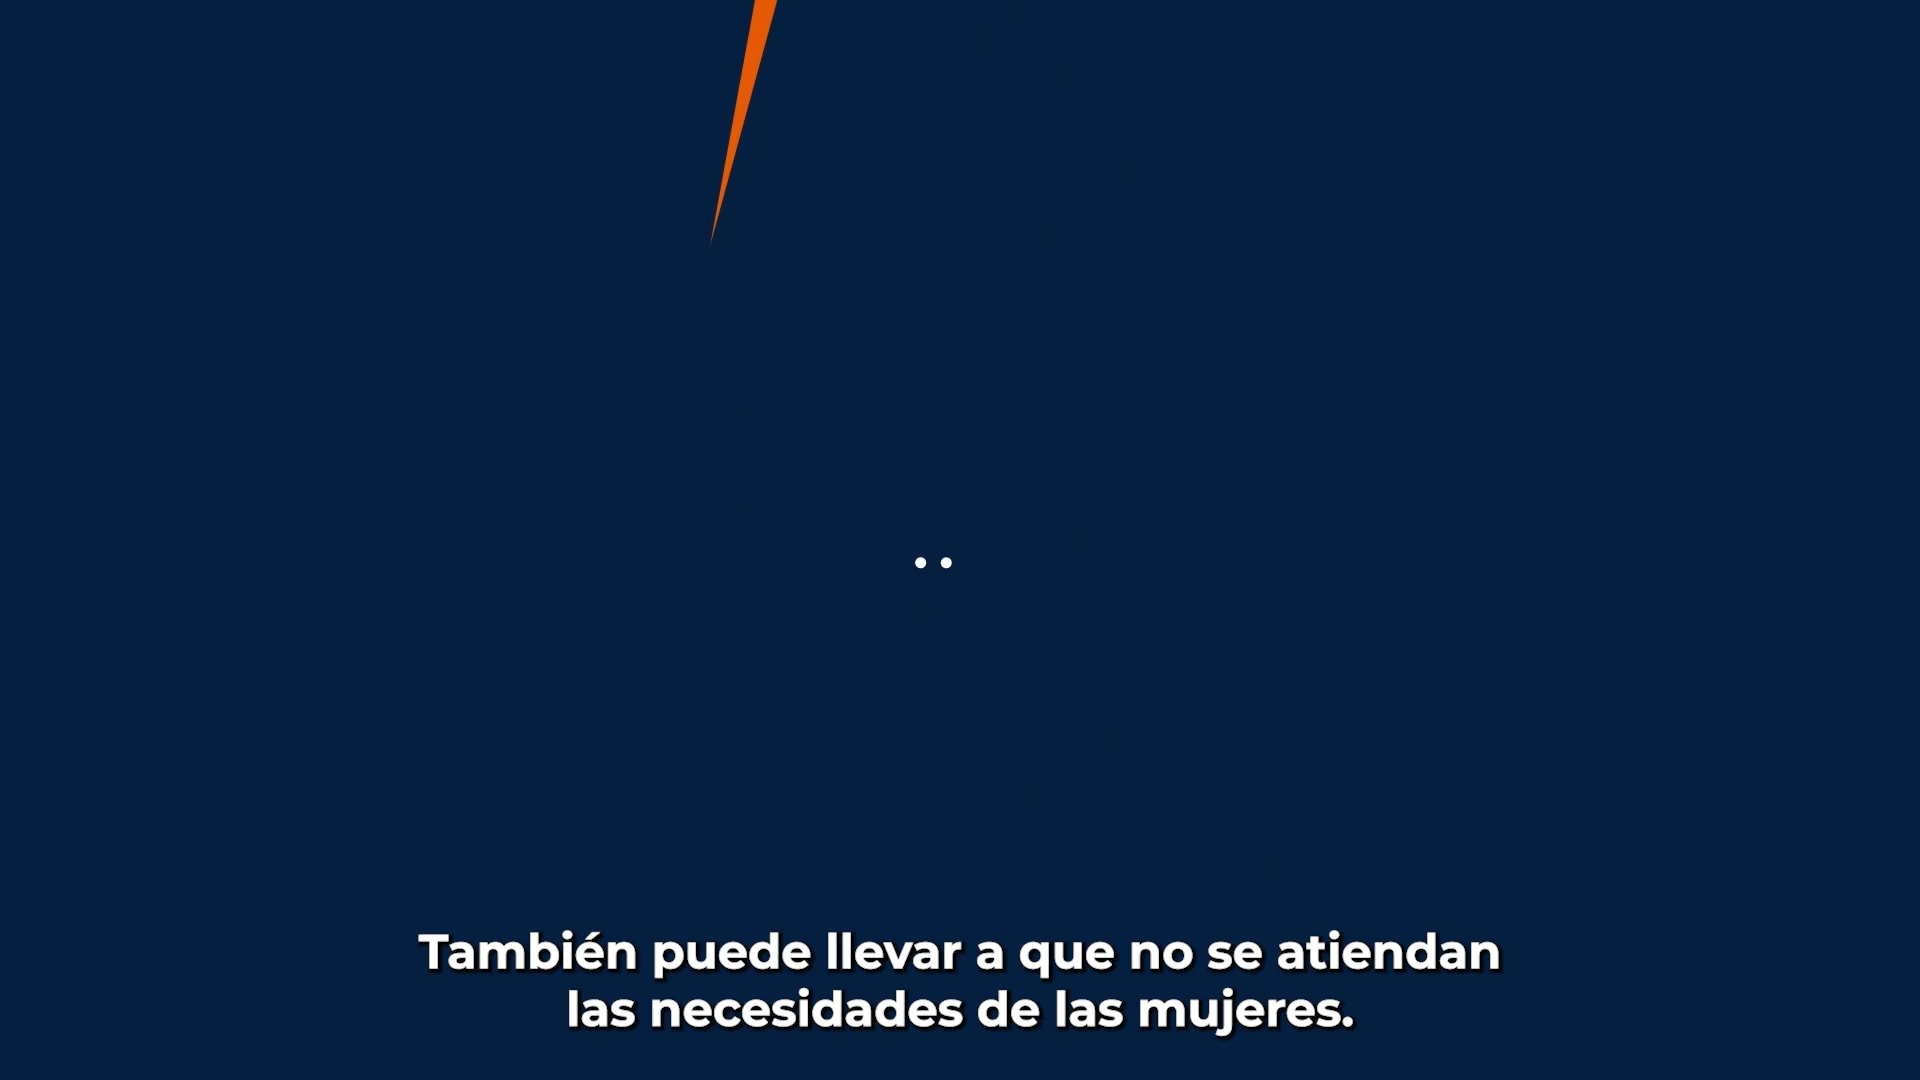 También puede llevar a que no se atiendan
las necesidades de las mujeres.